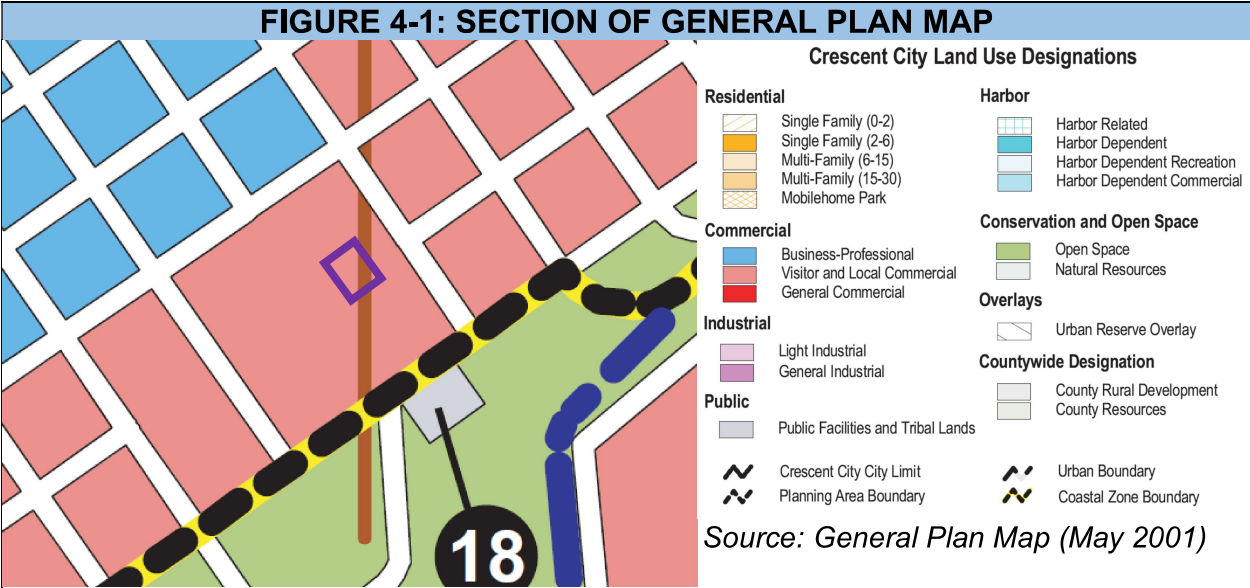 FIGURE 4-1: SECTION OF GENERAL PLAN MAP
Crescent City Land Use Designations
Residential
Single Family (0-2)
Single Family (2-6)
Multi-Family (6-15)
Multi-Family (15-30)
Mobilehome Park
Commercial
Business-Professional
Visitor and Local Commercial
General Commercial
Industrial
Light Industrial
General Industrial
Public
Public Facilities and Tribal Lands
Crescent City City Limit
Planning Area Boundary
Harbor
Harbor Related
Harbor Dependent
Harbor Dependent Recreation
Harbor Dependent Commercial
Conservation and Open Space
Open Space
Natural Resources
Overlays
Urban Reserve Overlay
Countywide Designation
County Rural Development
County Resources
Urban Boundary
Coastal Zone Boundary
18
Source: General Plan Map (May 2001)